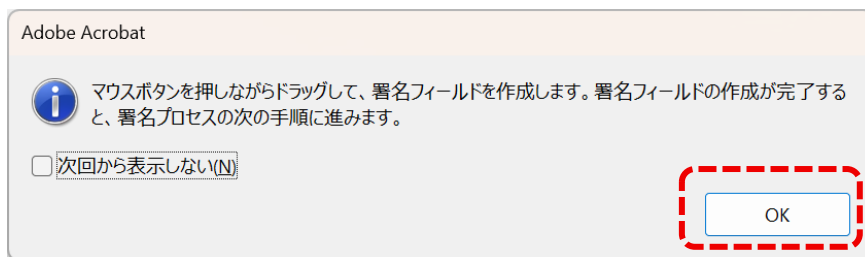 Adobe Acrobat
マウスボタンを押しながらドラッグして、署名フィールドを作成します。署名フィールドの作成が完了する
と、署名プロセスの次の手順に進みます。
次回から表示しない(N)
OK